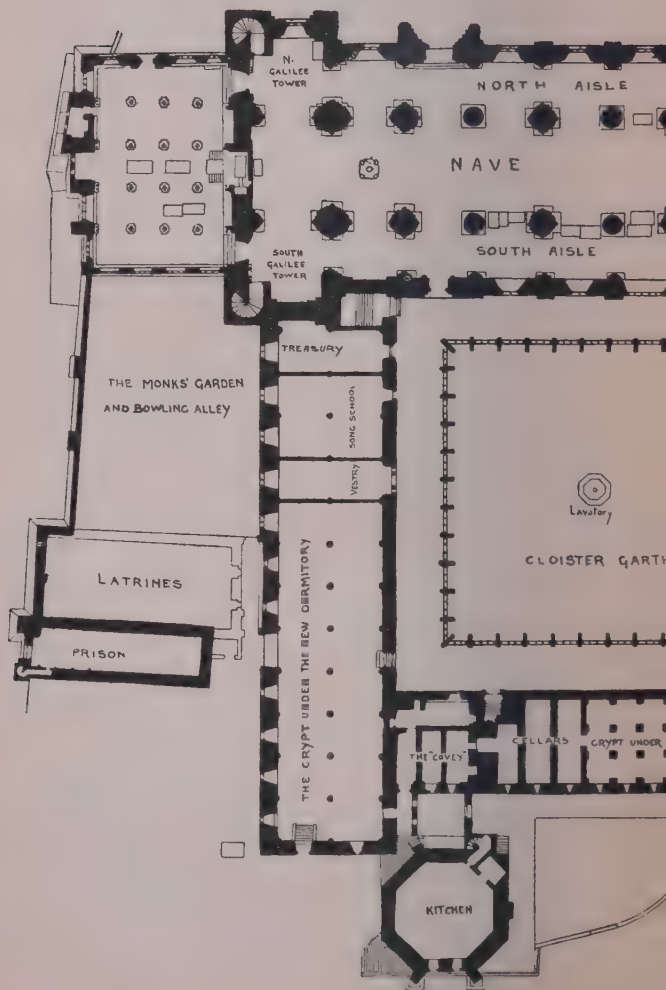 N.
GALILEE
TOWER
NORTH AISLE
NAVE
SOUTH
GALILEE
TOWER
SOUTH AISLE
TREASURY
THE MONKS' GARDEN
AND BOWLING ALLEY
SONG SCHOOL
VESTRY
Lavatory
CLOISTER GARTH
LATRINES
THE CRYPT UNDER THE NEW DORMITORY
PRISON
THE "COVEY"
CELLARS
CRYPT UNDER
KITCHEN